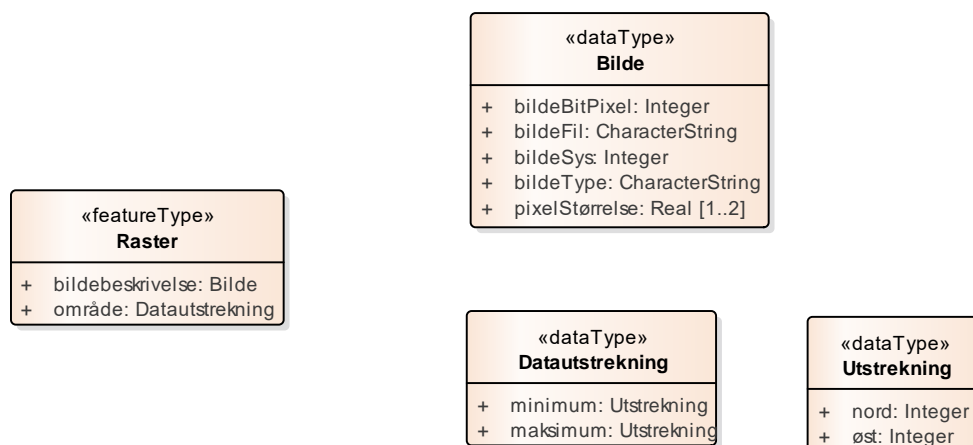 «dataType»
Bilde
+ bildeBitPixel: Integer
+ bildeFil: CharacterString
+ bildeSys: Integer
+ bildeType: CharacterString
+ pixelStørrelse: Real [1..2]
«featureType»
Raster
+ bildebeskrivelse: Bilde
+ område: Datautstrekning
«dataType»
Datautstrekning
+ minimum: Utstrekning
+ maksimum: Utstrekning
«dataType»
Utstrekning
+ nord: Integer
+ øst: Integer